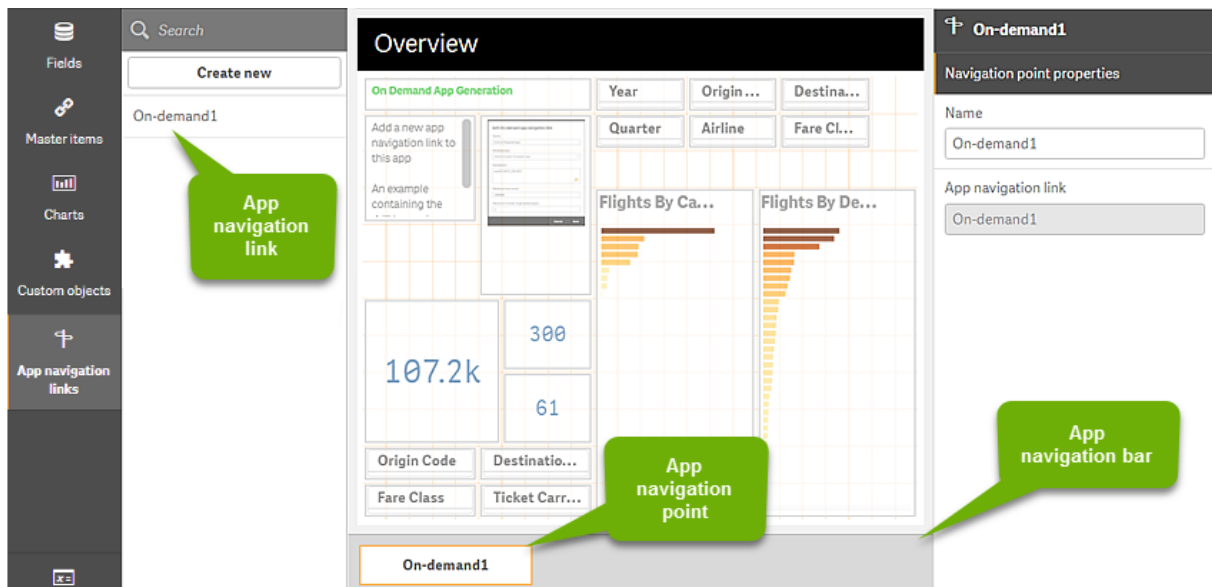 Fields
Master items
Charts
Custom objects
App navigation
links
Search
Create new
On-demand1
App
navigation
link
Overview
On Demand App Generation
Add a new app
navigation link to
this app
An example
containing the
Year
Origin ...
Destina...
Quarter
Airline
Fare Cl...
Flights By Ca...
Flights By De...
107.2k
300
61
Origin Code
Destinatio...
Fare Class
Ticket Carr...
App
navigation
point
On-demand1
App
navigation bar
On-demand1
Navigation point properties
Name
On-demand1
App navigation link
On-demand1